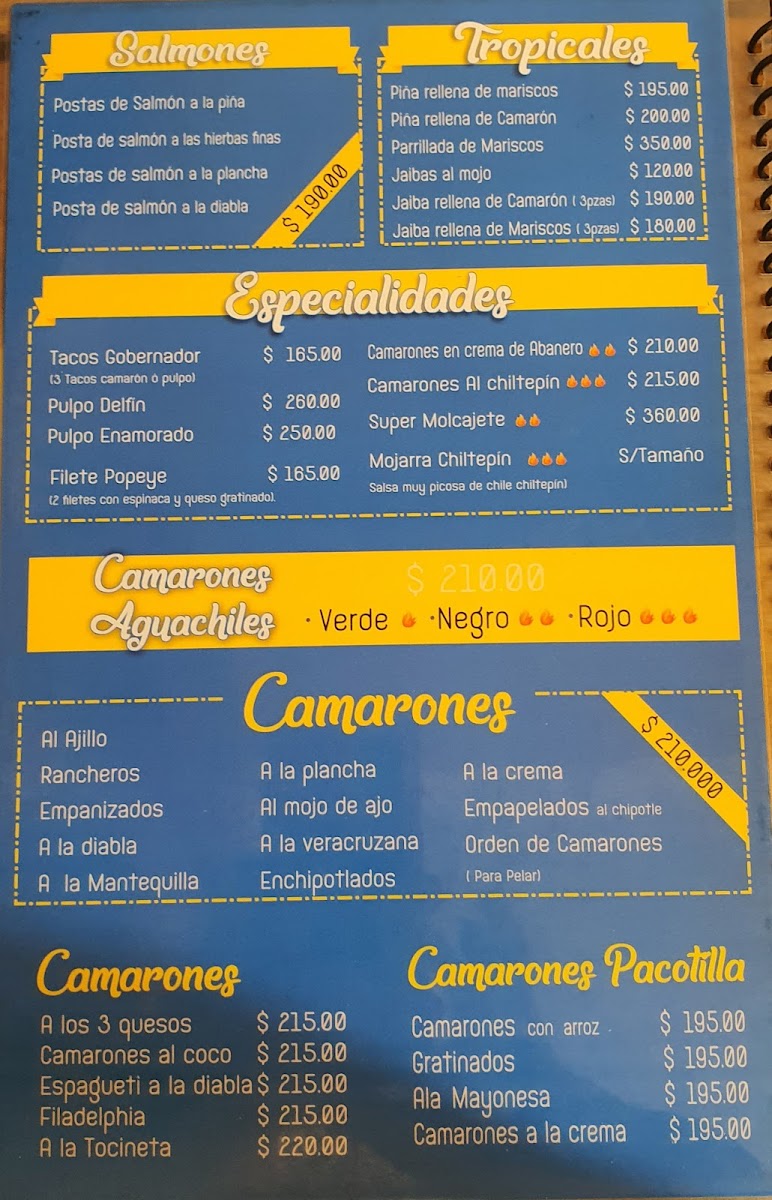 Salmones
Postas de Salmón a la piña
Posta de salmón a las hierbas finas
Postas de salmón a la plancha
Posta de salmón a la diabla
$ 190.00
Tropicales
Piña rellena de mariscos $ 195.00
Piña rellena de Camarón $ 200.00
Parrillada de Mariscos $ 350.00
Jaibas al mojo $ 120.00
Jaiba rellena de Camarón ( 3pzas) $ 190.00
Jaiba rellena de Mariscos ( 3pzas) $ 180.00
Especialidades
Tacos Gobernador $ 165.00
(3 Tacos camarón ó pulpo)
Pulpo Delfín $ 260.00
Pulpo Enamorado $ 250.00
Filete Popeye $ 165.00
(2 filetes con espinaca y queso gratinado).
Camarones en crema de Abanero 🔥🔥 $ 210.00
Camarones Al chiltepín 🔥🔥🔥 $ 215.00
Super Molcajete 🔥🔥 $ 360.00
Mojarra Chiltepín 🔥🔥🔥 S/Tamaño
Salsa muy picosa de chile chiltepín)
Camarones
Aguachiles
$ 210.00
· Verde 🔥 · Negro 🔥🔥 · Rojo 🔥🔥🔥
Camarones
$ 210.000
Al Ajillo
Rancheros
Empanizados
A la diabla
A la Mantequilla
A la plancha
Al mojo de ajo
A la veracruzana
Enchipotlados
A la crema
Empapelados al chipotle
Orden de Camarones
( Para Pelar)
Camarones
A los 3 quesos $ 215.00
Camarones al coco $ 215.00
Espagueti a la diabla $ 215.00
Filadelphia $ 215.00
A la Tocineta $ 220.00
Camarones Pacotilla
Camarones con arroz $ 195.00
Gratinados $ 195.00
Ala Mayonesa $ 195.00
Camarones a la crema $ 195.00